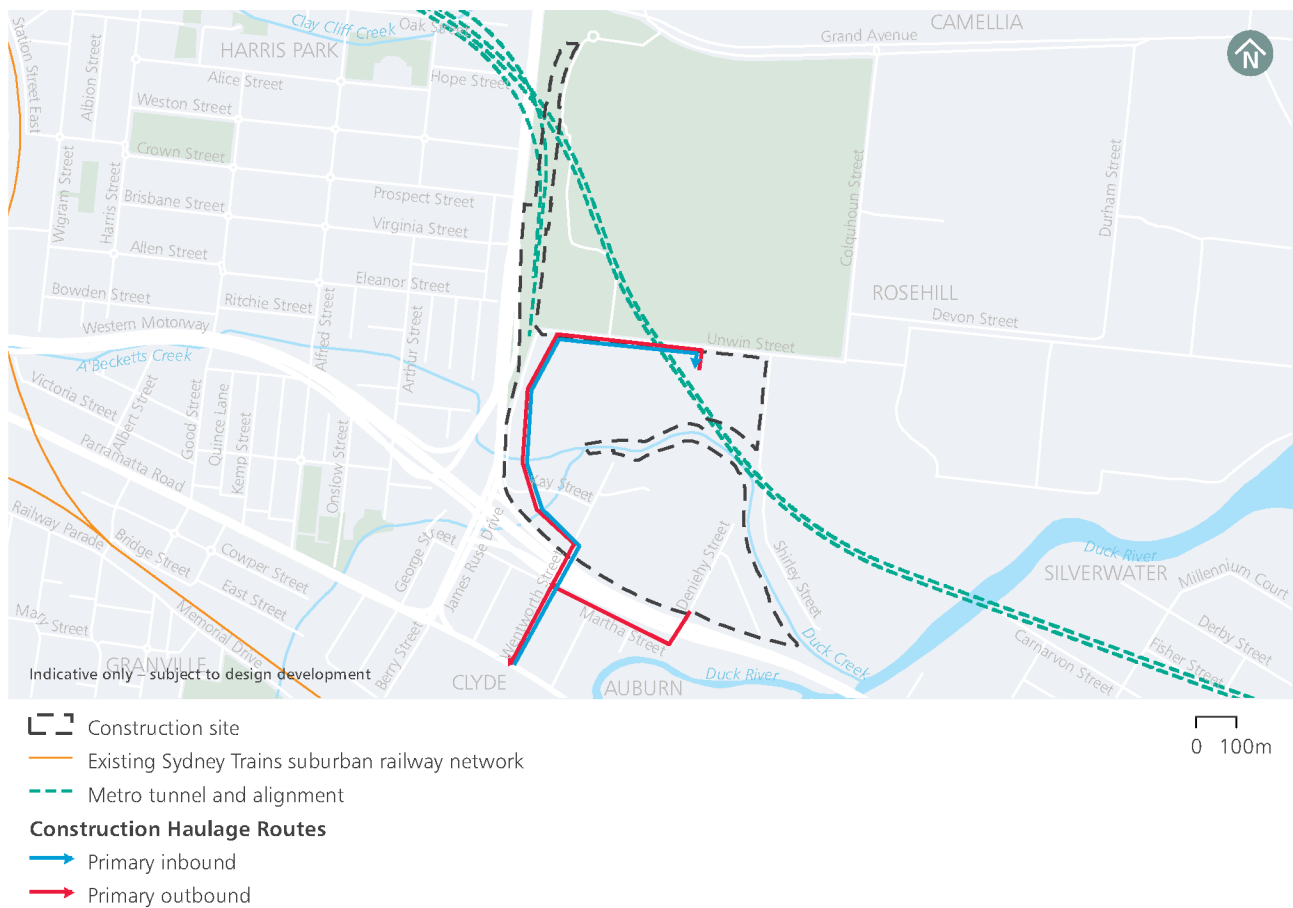 Clay Cliff Creek
Oak
CAMELLIA
Grand Avenue
N
Station Street East
Albion Street
HARRIS PARK
Alice Street
Hope Street
Weston Street
Crown Street
Wigram Street
Harris Street
Brisbane Street
Prospect Street
Virginia Street
Colquhoun Street
Durham Street
Allen Street
Eleanor Street
Bowden Street
Ritchie Street
Alfred Street
Arthur Street
ROSEHILL
Devon Street
Western Motorway
A'Becketts Creek
Unwin Street
Victoria Street
Albert Street
Good Street
Quince Lane
Kemp Street
Onslow Street
Parramatta Road
Kay Street
Railway Parade
Bridge Street
Cowper Street
East Street
George Street
James Ruse Drive
Wentworth Street
Deniehy Street
Shirley Street
Duck River
SILVERWATER
Millennium Court
Mary Street
Memorial Drive
Martha Street
Derby Street
Fisher Street
Carnarvon Street
GRANVILLE
Berry Street
Duck Creek
Duck River
Indicative only – subject to design development
CLYDE
AUBURN
Construction site
0 100m
Existing Sydney Trains suburban railway network
Metro tunnel and alignment
Construction Haulage Routes
Primary inbound
Primary outbound